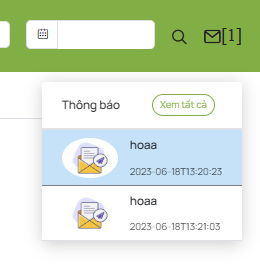 [1]
Thông báo Xem tất cả
hoaa
2023-06-18T13:20:23
hoaa
2023-06-18T13:21:03